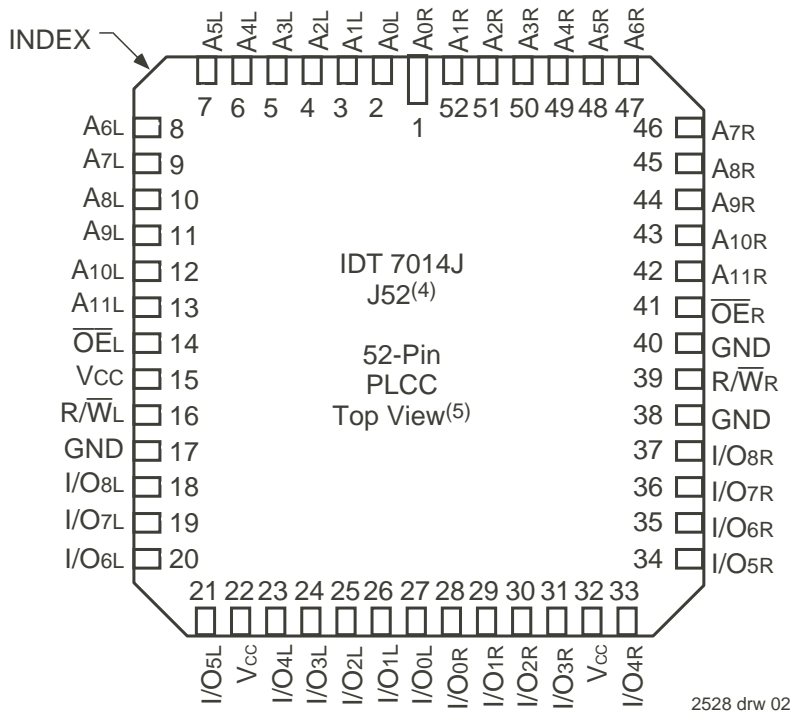 INDEX
A5L A4L A3L A2L A1L A0L A0R A1R A2R A3R A4R A5R A6R
7 6 5 4 3 2 1 52 51 50 49 48 47
A6L 8
A7L 9
A8L 10
A9L 11
A10L 12
A11L 13
O̅E̅L 14
VCC 15
R/W̅L 16
GND 17
I/O8L 18
I/O7L 19
I/O6L 20
IDT 7014J
J52(4)
52-Pin
PLCC
Top View(5)
46 A7R
45 A8R
44 A9R
43 A10R
42 A11R
41 O̅E̅R
40 GND
39 R/W̅R
38 GND
37 I/O8R
36 I/O7R
35 I/O6R
34 I/O5R
21 22 23 24 25 26 27 28 29 30 31 32 33
I/O5L VCC I/O4L I/O3L I/O2L I/O1L I/O0L I/O0R I/O1R I/O2R I/O3R VCC I/O4R
2528 drw 02